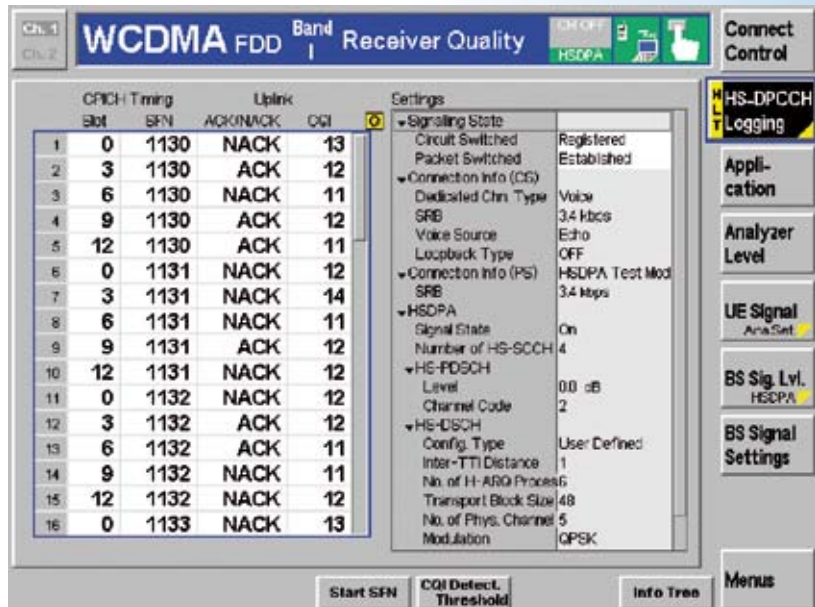 Ch. 1
Ch. 2
WCDMA FDD Band I Receiver Quality
CH OFF
HSDPA
Connect Control
CPICH Timing Uplink
Slot SFN ACK/NACK CQI
1 0 1130 NACK 13
2 3 1130 ACK 12
3 6 1130 NACK 11
4 9 1130 ACK 12
5 12 1130 ACK 11
6 0 1131 NACK 12
7 3 1131 NACK 14
8 6 1131 NACK 11
9 9 1131 ACK 12
10 12 1131 NACK 12
11 0 1132 NACK 11
12 3 1132 ACK 12
13 6 1132 ACK 11
14 9 1132 NACK 11
15 12 1132 NACK 12
16 0 1133 NACK 13
Settings
Signaling State
Circuit Switched Registered
Packet Switched Established
Connection Info (CS)
Dedicated Chn. Type Voice
SRB 3.4 kbps
Voice Source Echo
Loopback Type OFF
Connection Info (PS) HSDPA Test Mod
SRB 3.4 kbps
HSDPA
Signal State On
Number of HS-SCCH 4
HS-PDSCH
Level 0.0 dB
Channel Code 2
HS-DSCH
Config. Type User Defined
Inter-TTI Distance 1
No. of H-ARQ Proces 6
Transport Block Size 48
No. of Phys. Channel 5
Modulation QPSK
HLT
HS-DPCCH Logging
Appli-
cation
Analyzer Level
UE Signal
Ana.Set.
BS Sig. Lvl.
HSDPA
BS Signal Settings
Menus
Start SFN
CQI Detect. Threshold
Info Tree